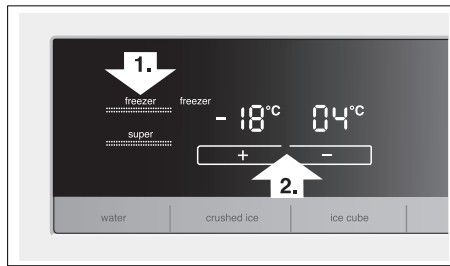 1.
freezer freezer
- 18°C 04°C
super
+ −
2.
water crushed ice ice cube